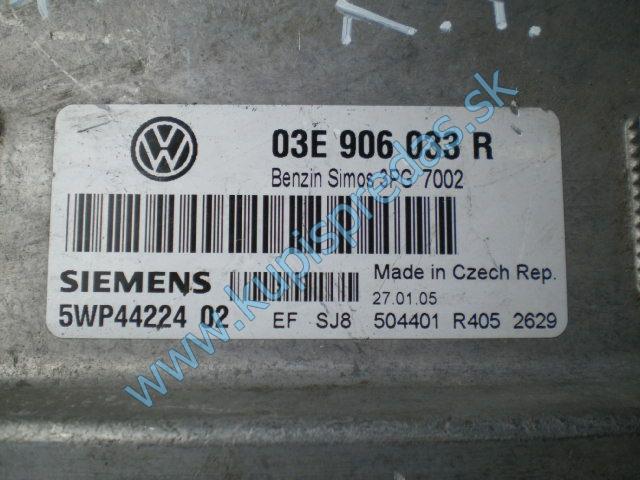 03E 906 033 R
Benzin Simos 3PG 7002
SIEMENS
Made in Czech Rep.
27.01.05
5WP44224 02 EF SJ8 504401 R405 2629
www.kupispredas.sk